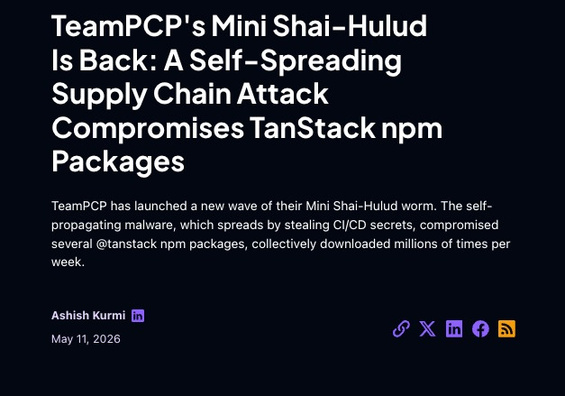 TeamPCP's Mini Shai-Hulud
Is Back: A Self-Spreading
Supply Chain Attack
Compromises TanStack npm
Packages
TeamPCP has launched a new wave of their Mini Shai-Hulud worm. The self-
propagating malware, which spreads by stealing CI/CD secrets, compromised
several @tanstack npm packages, collectively downloaded millions of times per
week.
Ashish Kurmi
May 11, 2026